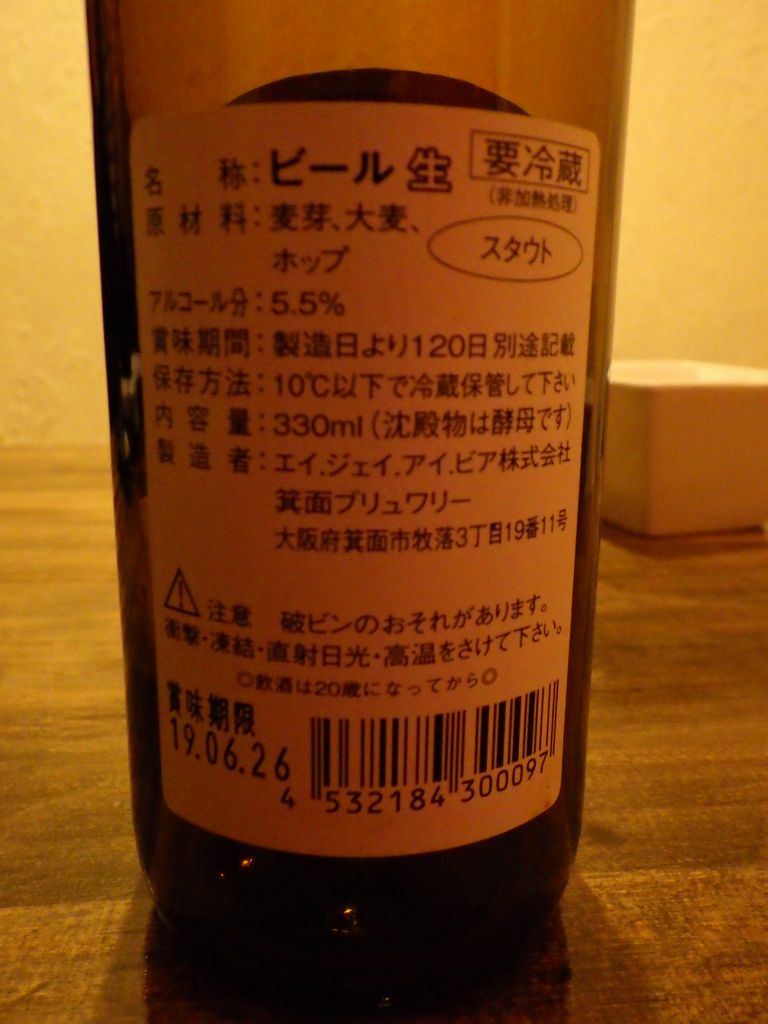 名称：ビール 生 要冷蔵
(非加熱処理)
原材料：麦芽、大麦、
ホップ
スタウト
アルコール分：5.5%
賞味期間：製造日より120日別途記載
保存方法：10℃以下で冷蔵保管して下さい
内容量：330ml（沈殿物は酵母です）
製造者：エイ.ジェイ.アイ.ビア株式会社
箕面ブリュワリー
大阪府箕面市牧落3丁目19番11号
⚠注意 破ビンのおそれがあります。
衝撃・凍結・直射日光・高温をさけて下さい。
◎飲酒は20歳になってから◎
賞味期限
19.06.26
4 532184 300097